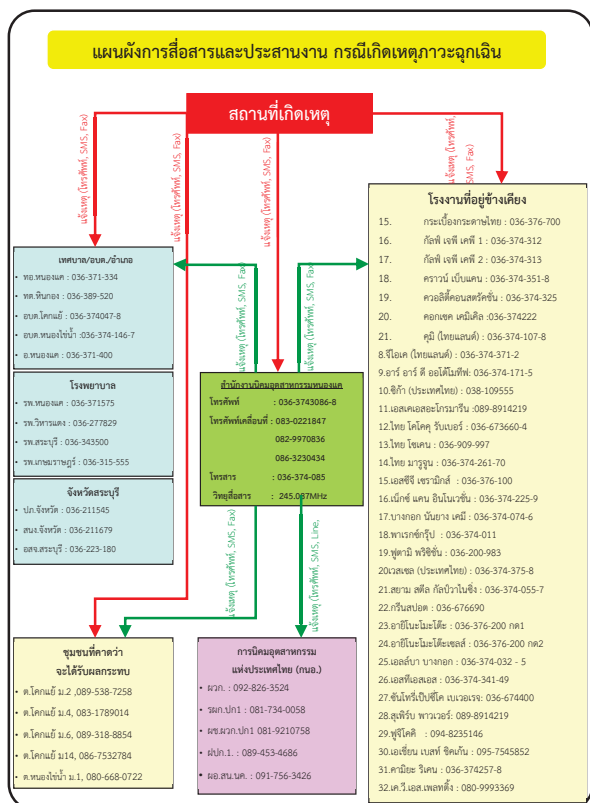 แผนผังการสื่อสารและประสานงาน กรณีเกิดเหตุภาวะฉุกเฉิน
สถานที่เกิดเหตุ
แจ้งเหตุ (โทรศัพท์, SMS, Fax)
แจ้งเหตุ (โทรศัพท์, SMS, Fax)
แจ้งเหตุ (โทรศัพท์, SMS, Fax)
แจ้งเหตุ (โทรศัพท์,
SMS, Fax)
เทศบาล/อบต./อำเภอ
• ทอ.หนองแค : 036-371-334
• ทต.หินกอง : 036-389-520
• อบต.โคกแย้ : 036-374047-8
• อบต.หนองไข่น้ำ :036-374-146-7
• อ.หนองแค : 036-371-400
โรงพยาบาล
• รพ.หนองแค : 036-371575
• รพ.วิหารแดง : 036-277829
• รพ.สระบุรี : 036-343500
• รพ.เกษมราษฎร์ : 036-315-555
จังหวัดสระบุรี
• ปภ.จังหวัด : 036-211545
• สนง.จังหวัด : 036-211679
• อสจ.สระบุรี : 036-223-180
แจ้งเหตุ (โทรศัพท์, SMS, Fax)
สำนักงานนิคมอุตสาหกรรมหนองแค
โทรศัพท์ : 036-3743086-8
โทรศัพท์เคลื่อนที่ : 083-0221847
082-9970836
086-3230434
โทรสาร : 036-374-085
วิทยุสื่อสาร : 245.087MHz
แจ้งเหตุ (โทรศัพท์, SMS, Fax)
แจ้งเหตุ (โทรศัพท์, SMS, Line,
ชุมชนที่คาดว่า
จะได้รับผลกระทบ
• ต.โคกแย้ ม.2 ,089-538-7258
• ต.โคกแย้ ม.4, 083-1789014
• ต.โคกแย้ ม.6, 089-318-8854
• ต.โคกแย้ ม14, 086-7532784
• ต.หนองไข่น้ำ ม.1, 080-668-0722
การนิคมอุตสาหกรรม
แห่งประเทศไทย (กนอ.)
• ผวก. : 092-826-3524
• รผก.ปก1 : 081-734-0058
• ผช.ผวก.ปก1 081-9210758
• ฝปก.1. : 089-453-4686
• ผอ.สน.นค. : 091-756-3426
โรงงานที่อยู่ข้างเคียง
15. กระเบื้องกระดาษไทย : 036-376-700
16. กัลฟ์ เจพี เคพี 1 : 036-374-312
17. กัลฟ์ เจพี เคพี 2 : 036-374-313
18. คราวน์ เบ็บแคน : 036-374-351-8
19. ควอลิตี้คอนสตรัคชั่น : 036-374-325
20. คอกเซค เคมิเคิล :036-374222
21. คุมิ (ไทยแลนด์) : 036-374-107-8
8.จีไอเค (ไทยแลนด์) : 036-374-371-2
9.อาร์ อาร์ ดี ออโต้โมทีฟ: 036-374-171-5
10.ซิก้า (ประเทศไทย) : 038-109555
11.เอสเคเอสอะโกรมารีน :089-8914219
12.ไทย โคโคคุ รับเบอร์ : 036-673660-4
13.ไทย โซเคน : 036-909-997
14.ไทย มารูจูน : 036-374-261-70
15.เอสซีจี เซรามิกส์ : 036-376-100
16.เน็กซ์ แคน อินโนเวชั่น : 036-374-225-9
17.บางกอก นันยาง เคมี : 036-374-074-6
18.พาเรกซ์กรุ๊ป : 036-374-011
19.ฟูตามิ พรีซิชั่น : 036-200-983
20เวสเซล (ประเทศไทย) : 036-374-375-8
21.สยาม สตีล กัลป์วาไนซิ่ง : 036-374-055-7
22.กรีนสปอต : 036-676690
23.อายิโนะโมะโต๊ะ : 036-376-200 กด1
24.อายิโนะโมะโต๊ะเซลส์ : 036-376-200 กด2
25.เอลล์บา บางกอก : 036-374-032 - 5
26.เอสทีเอสเอส : 036-374-341-49
27.ซันโทรี่เป๊ปซี่โค เบเวอเรจ: 036-674400
28.สุเพิร์บ พาวเวอร์: 089-8914219
29.ฟูจิโคคิ : 094-8235146
30.เอเชี่ยน เบสท์ ชิคเก้น : 095-7545852
31.คามิยะ ริเคน : 036-374257-8
32.เค.วี.เอส.เพลทติ้ง : 080-9993369